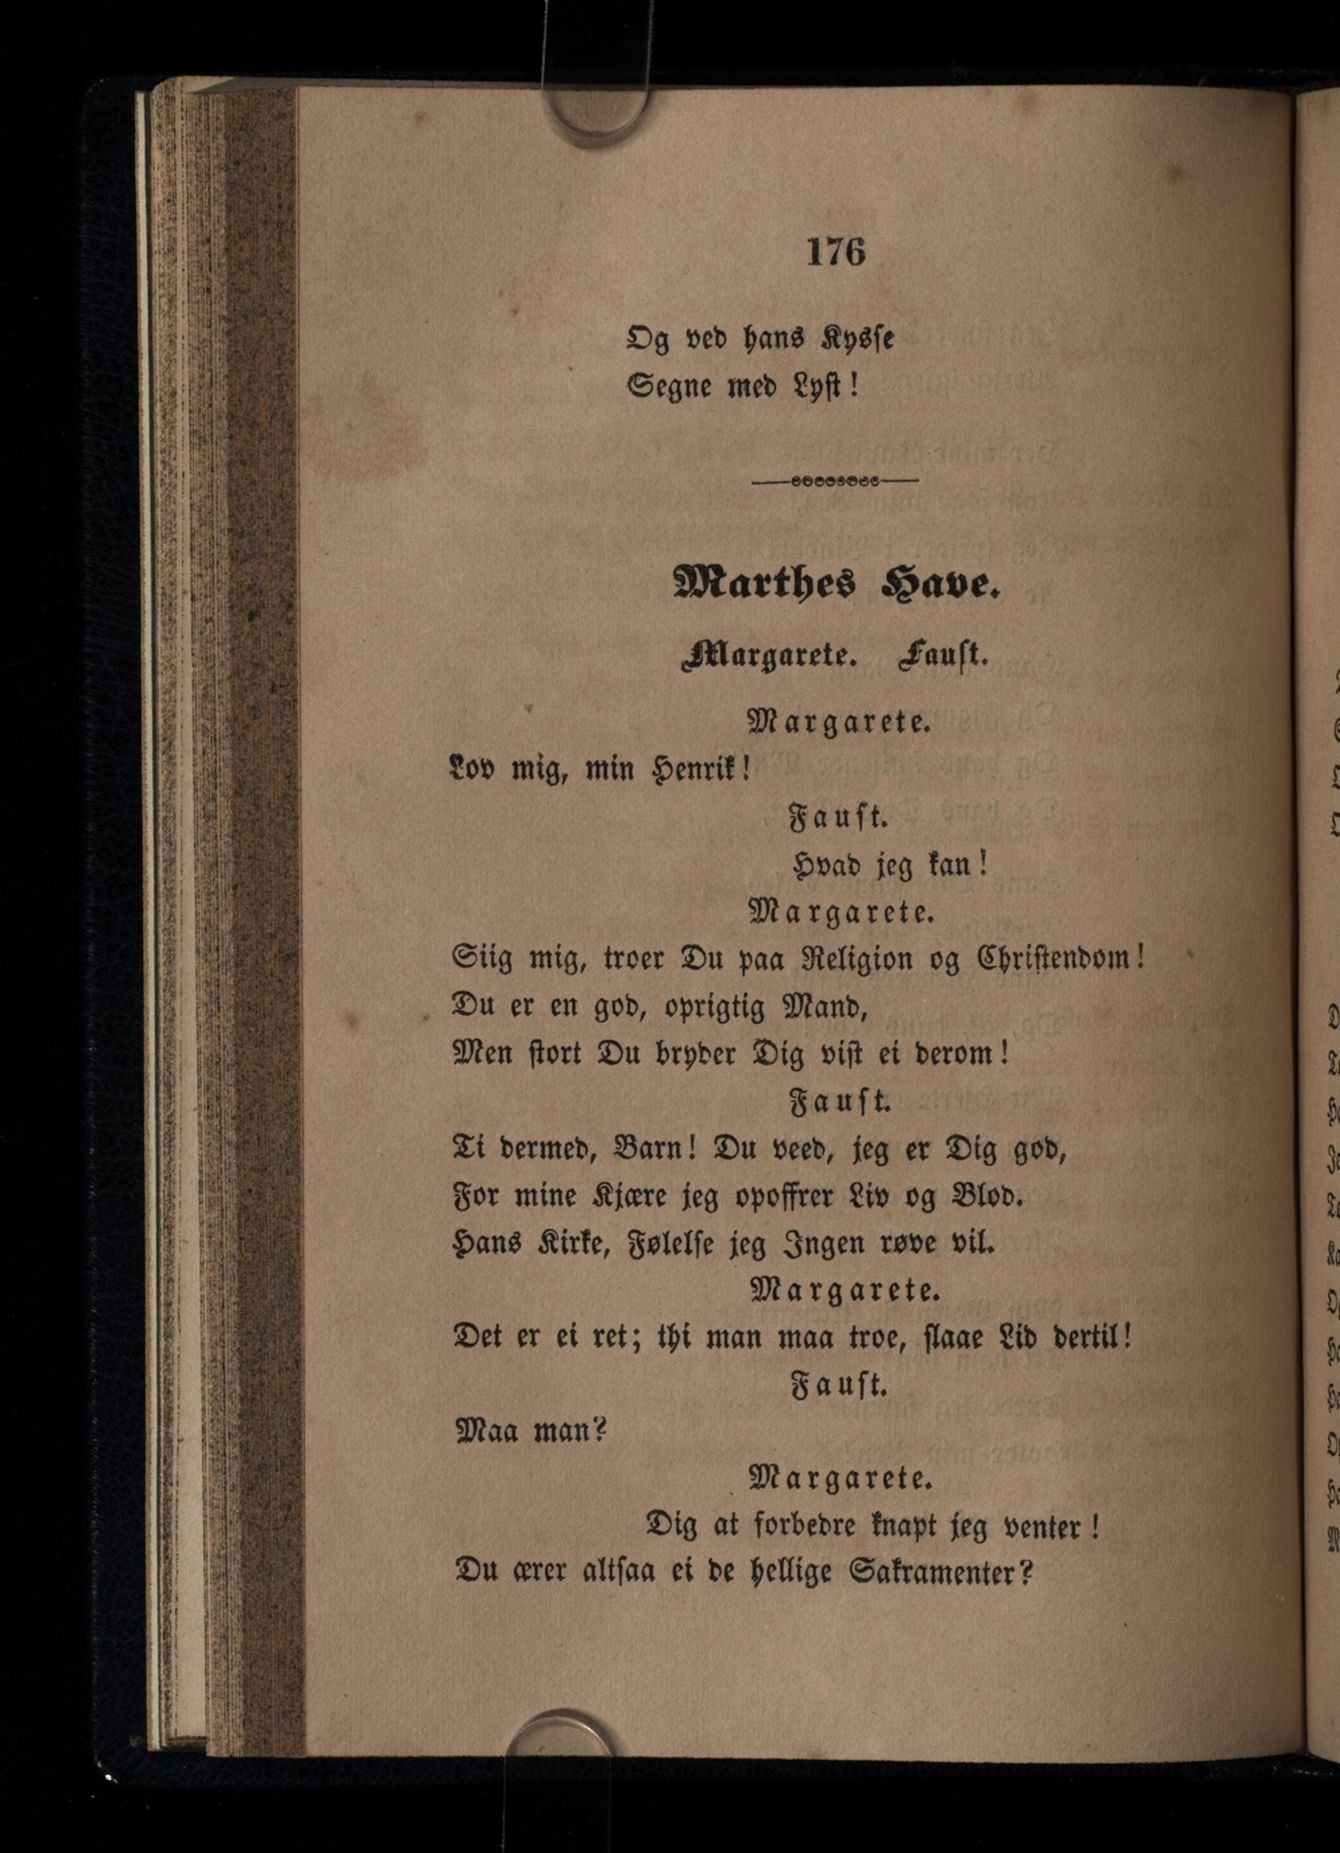 176
Og ved hans Kysse
Segne med Lyst!
Marthes Have.
Margarete. Faust.
Margarete.
Lov mig, min Henrik!
Faust.
Hvad jeg kan!
Margarete.
Siig mig, troer Du paa Religion og Christendom!
Du er en god, oprigtig Mand,
Men stort Du bryder Dig vist ei derom!
Faust.
Ti dermed, Barn! Du veed, jeg er Dig god,
For mine Kjære jeg opoffrer Liv og Blod.
Hans Kirke, Følelse jeg Ingen røve vil.
Margarete.
Det er ei ret; thi man maa troe, slaae Lid dertil!
Faust.
Maa man?
Margarete.
Dig at forbedre knapt jeg venter!
Du ærer altsaa ei de hellige Sakramenter?